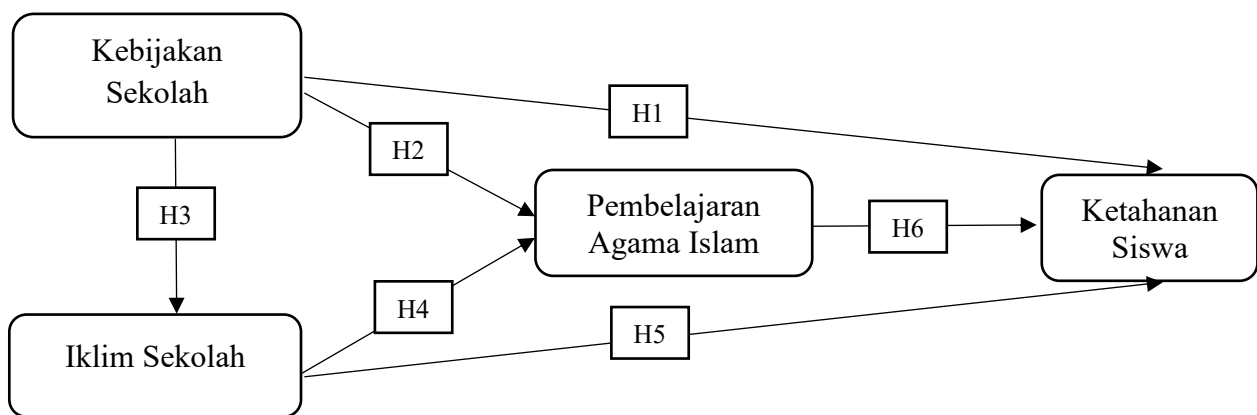 Kebijakan
Sekolah
H1
H2
H3
Pembelajaran
Agama Islam
H6
Ketahanan
Siswa
H4
H5
Iklim Sekolah